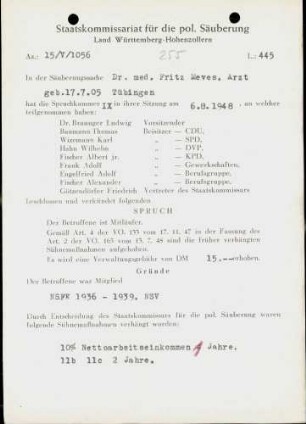 Staatskommissariat für die pol. Säuberung
Land Württemberg-Hohenzollern
Az.: 15/V/1056 255 L: 445
In der Säuberungssache Dr. med. Fritz Meves, Arzt
geb.17.7.05 Tübingen
hat die Spruchkammer IX in ihrer Sitzung am 6.8.1948 , an welcher
teilgenommen haben:
Dr. Ludwig Vorsitzender
Thomas Beisitzer — CDU,
Karl „ — SPD,
Hahn Wilhelm „ — DVP,
Fischer Albert jr. „ — KPD,
Frank Adolf „ — Gewerkschaften,
Engelfried Adolf „ — Berufsgruppe,
Fischer Alexander „ — Berufsgruppe,
Friedrich Vertreter des Staatskommissars
beschlossen und verkündet folgenden
SPRUCH
Der Betroffene ist Mitläufer.
Gemäß Art. 4 der VO. 133 vom 17. 11. 47 in der Fassung des
Art. 2 der VO. 165 vom 13. 7. 48 sind die früher verhängten
Sühnemaßnahmen aufgehoben.
Es wird eine Verwaltungsgebühr von DM 15.-- erhoben.
Gründe
Der Betroffene war Mitglied
NSFK 1936 - 1939, NSV
Durch Entscheidung des Staatskommissars für die pol. Säuberung waren
folgende Sühnemaßnahmen verhängt worden:
10% Nettoarbeitseinkommen 1 Jahre.
11b 11c 2 Jahre.